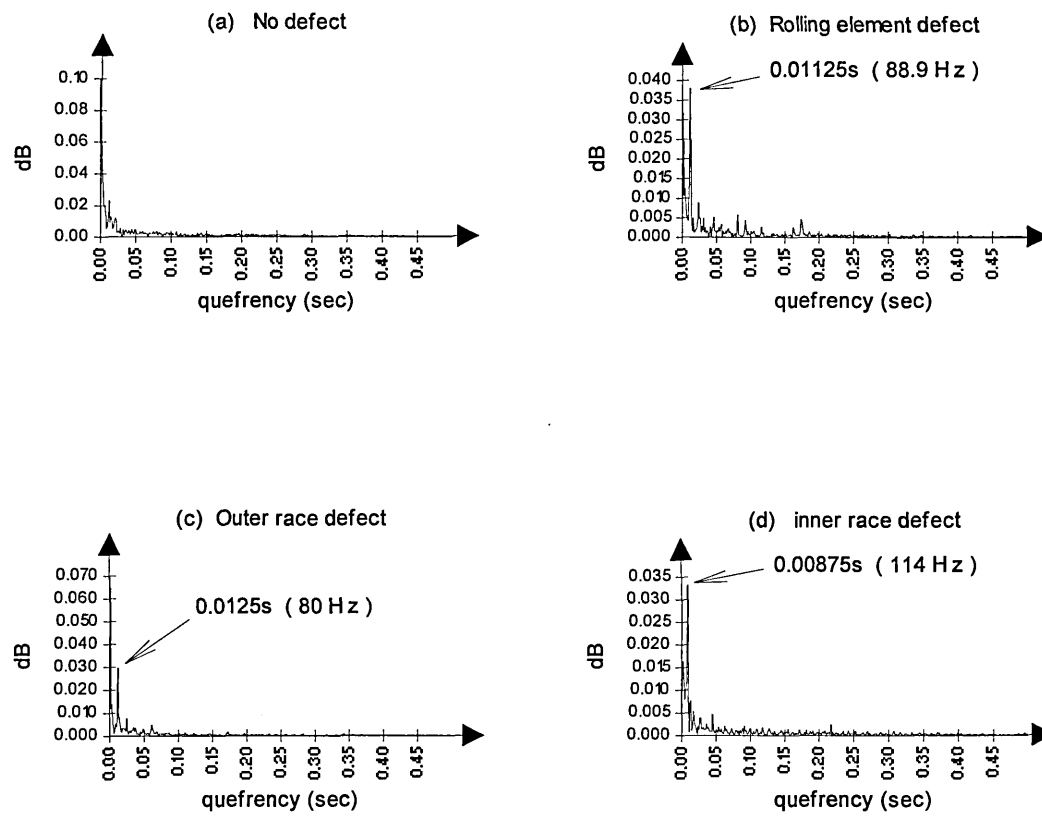 (a) No defect
0.10
0.08
0.06
0.04
0.02
0.00
dB
0.00 0.05 0.10 0.15 0.20 0.25 0.30 0.35 0.40 0.45
quefrency (sec)
(b) Rolling element defect
0.01125s ( 88.9 Hz )
0.040
0.035
0.030
0.025
0.020
0.015
0.010
0.005
0.000
dB
0.00 0.05 0.10 0.15 0.20 0.25 0.30 0.35 0.40 0.45
quefrency (sec)
(c) Outer race defect
0.0125s ( 80 Hz )
0.070
0.060
0.050
0.040
0.030
0.020
0.010
0.000
dB
0.00 0.05 0.10 0.15 0.20 0.25 0.30 0.35 0.40 0.45
quefrency (sec)
(d) inner race defect
0.00875s ( 114 Hz )
0.035
0.030
0.025
0.020
0.015
0.010
0.005
0.000
dB
0.00 0.05 0.10 0.15 0.20 0.25 0.30 0.35 0.40 0.45
quefrency (sec)